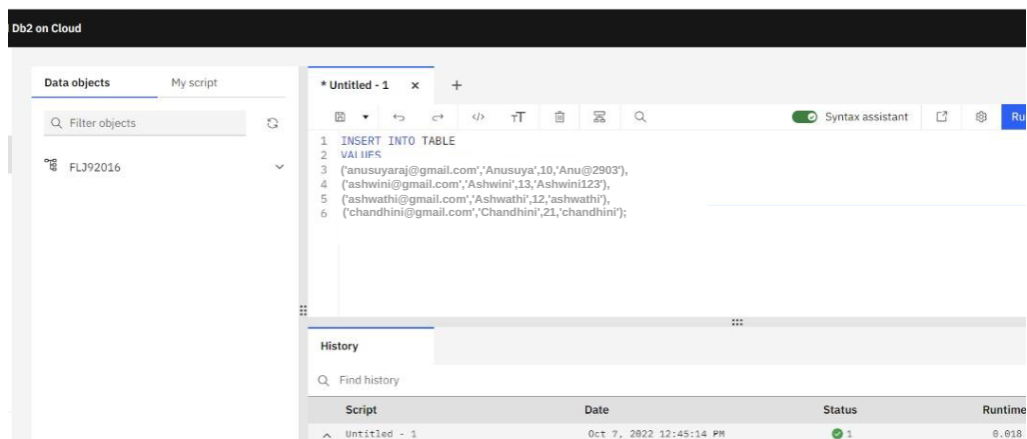 Db2 on Cloud
Data objects My script
Filter objects
FLJ92016
* Untitled - 1 × +
Syntax assistant Ru
1 INSERT INTO TABLE
2 VALUES
3 ('anusuyaraj@gmail.com','Anusuya',10,'Anu@2903'),
4 ('ashwini@gmail.com','Ashwini',13,'Ashwini123'),
5 ('ashwathi@gmail.com','Ashwathi',12,'ashwathi'),
6 ('chandhini@gmail.com','Chandhini',21,'chandhini');
History
Find history
Script Date Status Runtime
Untitled - 1 Oct 7, 2022 12:45:14 PM 1 0.018